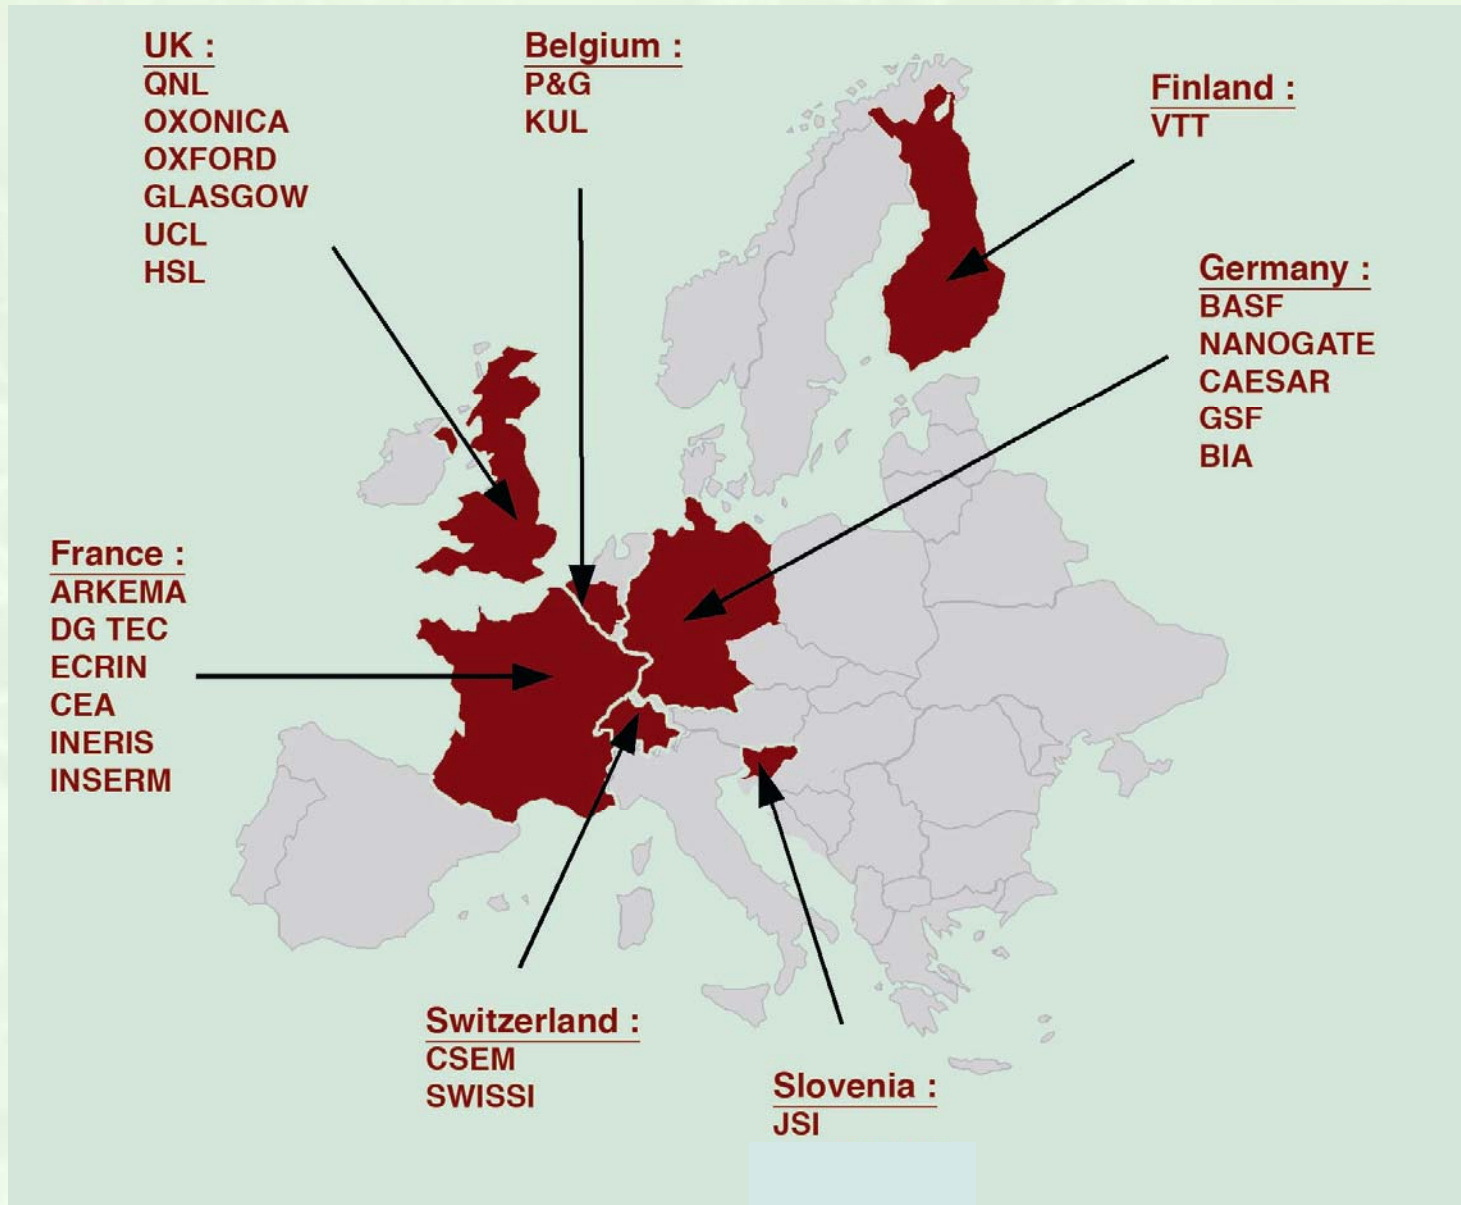 UK :
QNL
OXONICA
OXFORD
GLASGOW
UCL
HSL
Belgium :
P&G
KUL
Finland :
VTT
Germany :
BASF
NANOGATE
CAESAR
GSF
BIA
France :
ARKEMA
DG TEC
ECRIN
CEA
INERIS
INSERM
Switzerland :
CSEM
SWISSI
Slovenia :
JSI